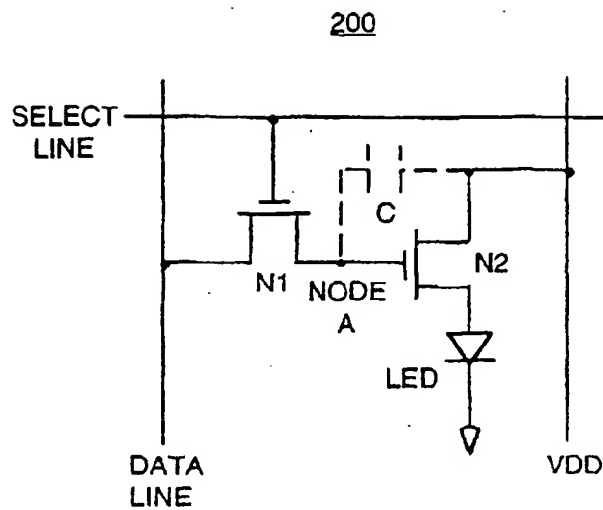 200
SELECT
LINE
C
N1
NODE
A
N2
LED
DATA
LINE
VDD